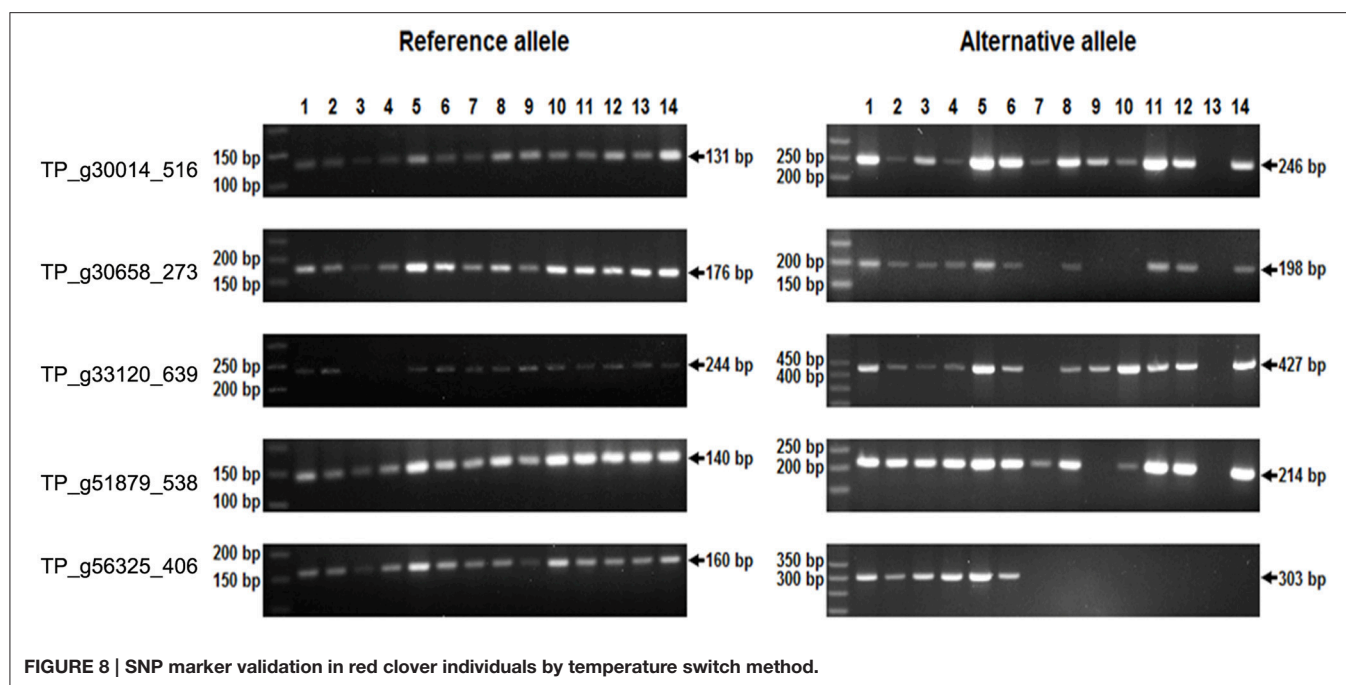 Reference allele
Alternative allele
1 2 3 4 5 6 7 8 9 10 11 12 13 14
1 2 3 4 5 6 7 8 9 10 11 12 13 14
TP_g30014_516
150 bp
100 bp
131 bp
250 bp
200 bp
246 bp
TP_g30658_273
200 bp
150 bp
176 bp
200 bp
150 bp
198 bp
TP_g33120_639
250 bp
200 bp
244 bp
450 bp
400 bp
427 bp
TP_g51879_538
150 bp
100 bp
140 bp
250 bp
200 bp
214 bp
TP_g56325_406
200 bp
150 bp
160 bp
350 bp
300 bp
303 bp
FIGURE 8 | SNP marker validation in red clover individuals by temperature switch method.